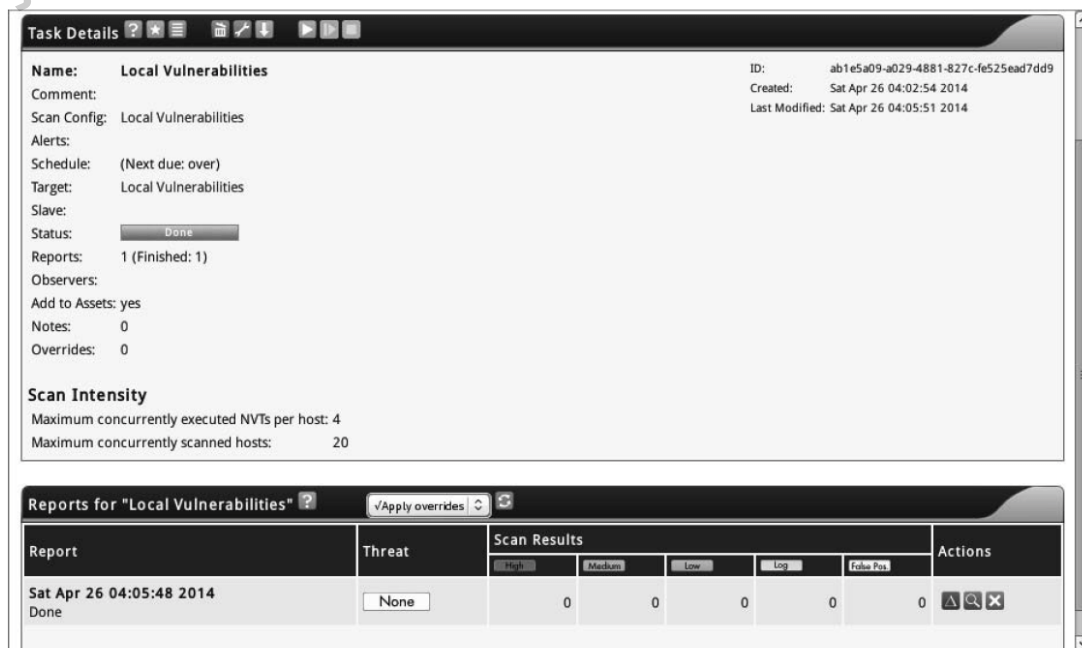 Task Details ?
Name: Local Vulnerabilities
Comment:
Scan Config: Local Vulnerabilities
Alerts:
Schedule: (Next due: over)
Target: Local Vulnerabilities
Slave:
Status: Done
Reports: 1 (Finished: 1)
Observers:
Add to Assets: yes
Notes: 0
Overrides: 0
ID: ab1e5a09-a029-4881-827c-fe525ead7dd9
Created: Sat Apr 26 04:02:54 2014
Last Modified: Sat Apr 26 04:05:51 2014
Scan Intensity
Maximum concurrently executed NVTs per host: 4
Maximum concurrently scanned hosts: 20
Reports for "Local Vulnerabilities" ? √Apply overrides
Report Threat Scan Results Actions
High Medium Low Log False Pos.
Sat Apr 26 04:05:48 2014 None 0 0 0 0 0
Done